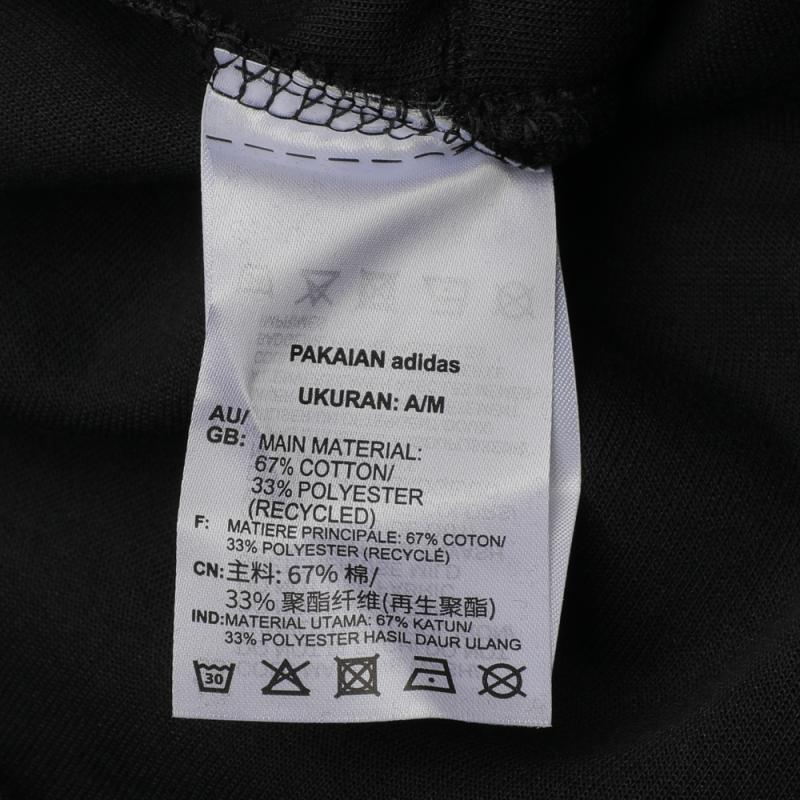 PAKAIAN adidas
UKURAN: A/M
AU/
GB: MAIN MATERIAL:
67% COTTON/
33% POLYESTER
(RECYCLED)
F: MATIERE PRINCIPALE: 67% COTON/
33% POLYESTER (RECYCLÉ)
CN:主料: 67% 棉/
33% 聚酯纤维(再生聚酯)
IND:MATERIAL UTAMA: 67% KATUN/
33% POLYESTER HASIL DAUR ULANG
30